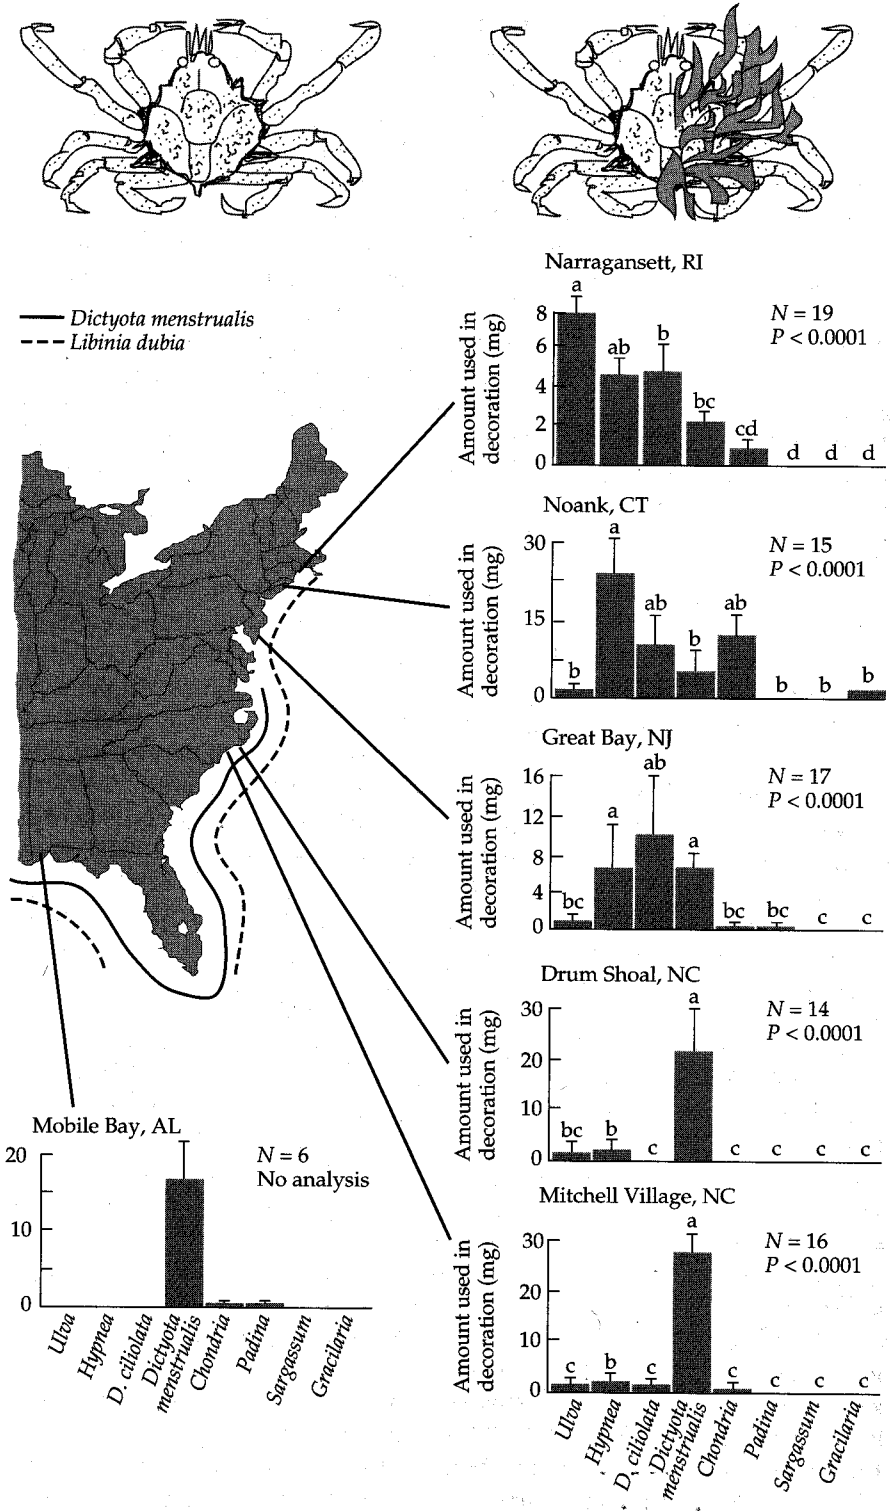 Dictyota menstrualis
Libinia dubia
Narragansett, RI
Amount used in
decoration (mg)
8
6
4
2
0
a
ab
b
bc
cd
d
d
d
N = 19
P < 0.0001
Noank, CT
Amount used in
decoration (mg)
30
15
0
b
a
ab
b
ab
b
b
b
N = 15
P < 0.0001
Great Bay, NJ
Amount used in
decoration (mg)
16
12
8
4
0
bc
a
ab
a
bc
bc
c
c
N = 17
P < 0.0001
Drum Shoal, NC
Amount used in
decoration (mg)
30
20
10
0
bc
b
c
a
c
c
c
c
N = 14
P < 0.0001
Mitchell Village, NC
Amount used in
decoration (mg)
30
20
10
0
c
b
c
a
c
c
c
c
N = 16
P < 0.0001
Ulva
Hypnea
D. ciliolata
Dictyota
menstrualis
Chondria
Padina
Sargassum
Gracilaria
Mobile Bay, AL
20
10
0
N = 6
No analysis
Ulva
Hypnea
D. ciliolata
Dictyota
menstrualis
Chondria
Padina
Sargassum
Gracilaria